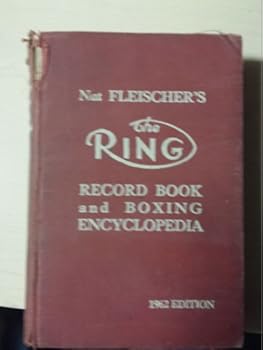 Nat FLEISCHER'S
The
RING
RECORD BOOK
and BOXING
ENCYCLOPEDIA
1962 EDITION